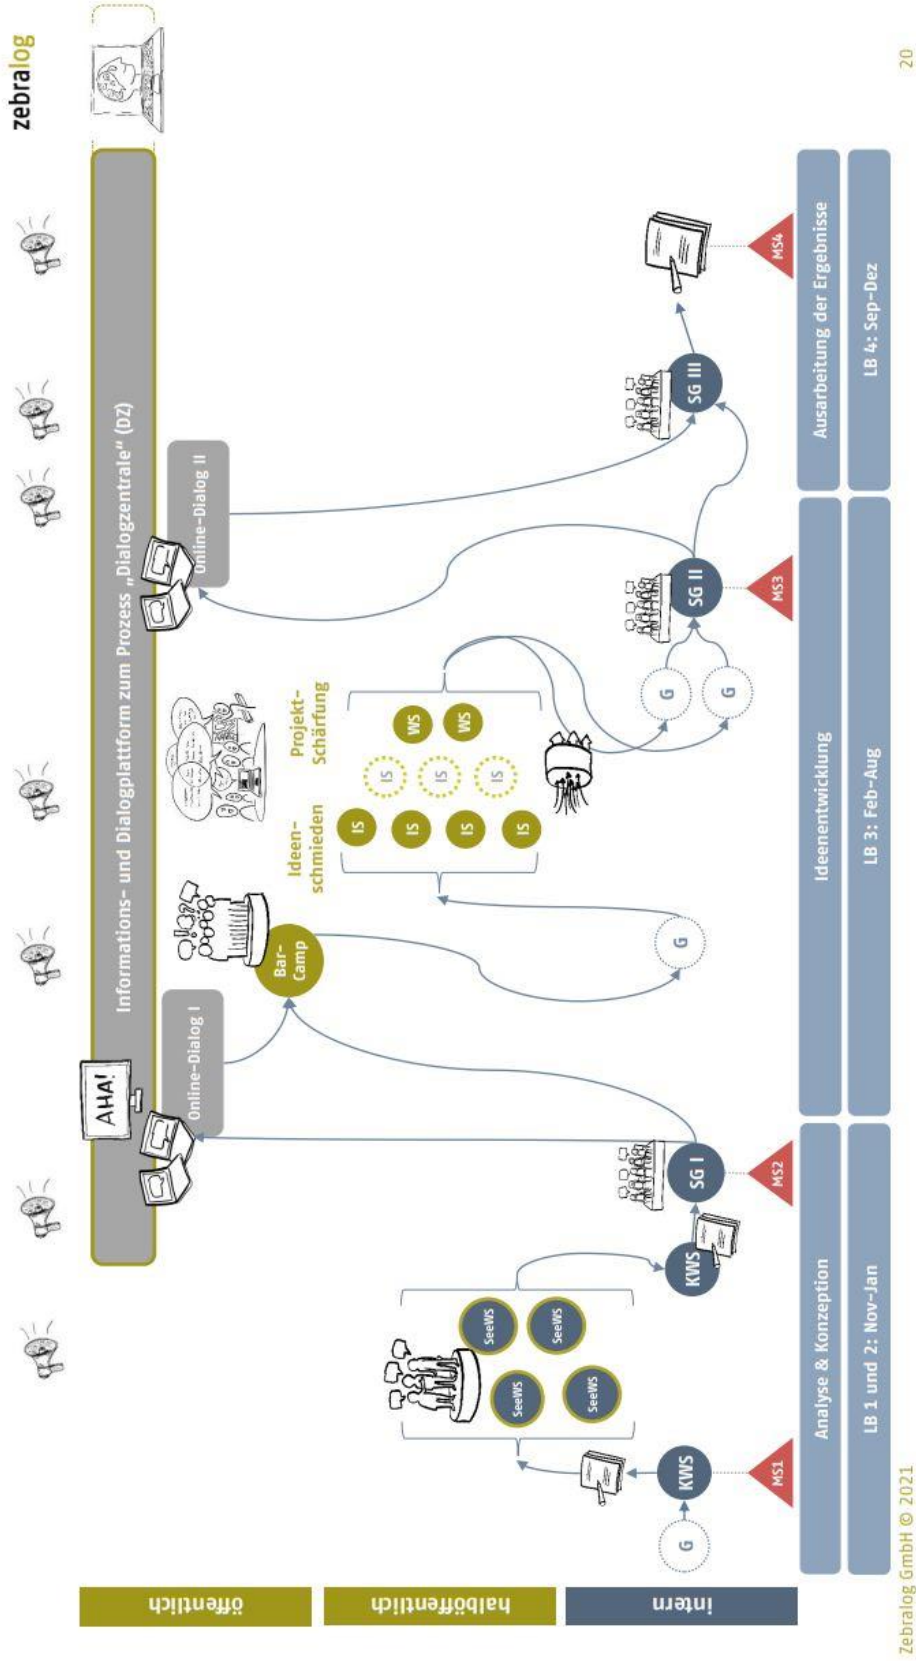 zebralog
Informations- und Dialogplattform zum Prozess „Dialogzentrale“ (DZ)
AHA!
Online-Dialog I
Online-Dialog II
Bar-
Camp
Ideen-
schmieden
Projekt-
Schärfung
IS
IS
IS
IS
IS
IS
IS
WS
WS
SeeWS
SeeWS
SeeWS
SeeWS
öffentlich
halböffentlich
intern
G
KWS
KWS
SG I
G
G
G
SG II
SG III
MS1
MS2
MS3
MS4
Analyse & Konzeption
Ideenentwicklung
Ausarbeitung der Ergebnisse
LB 1 und 2: Nov-Jan
LB 3: Feb-Aug
LB 4: Sep-Dez
Zebralog GmbH © 2021
20